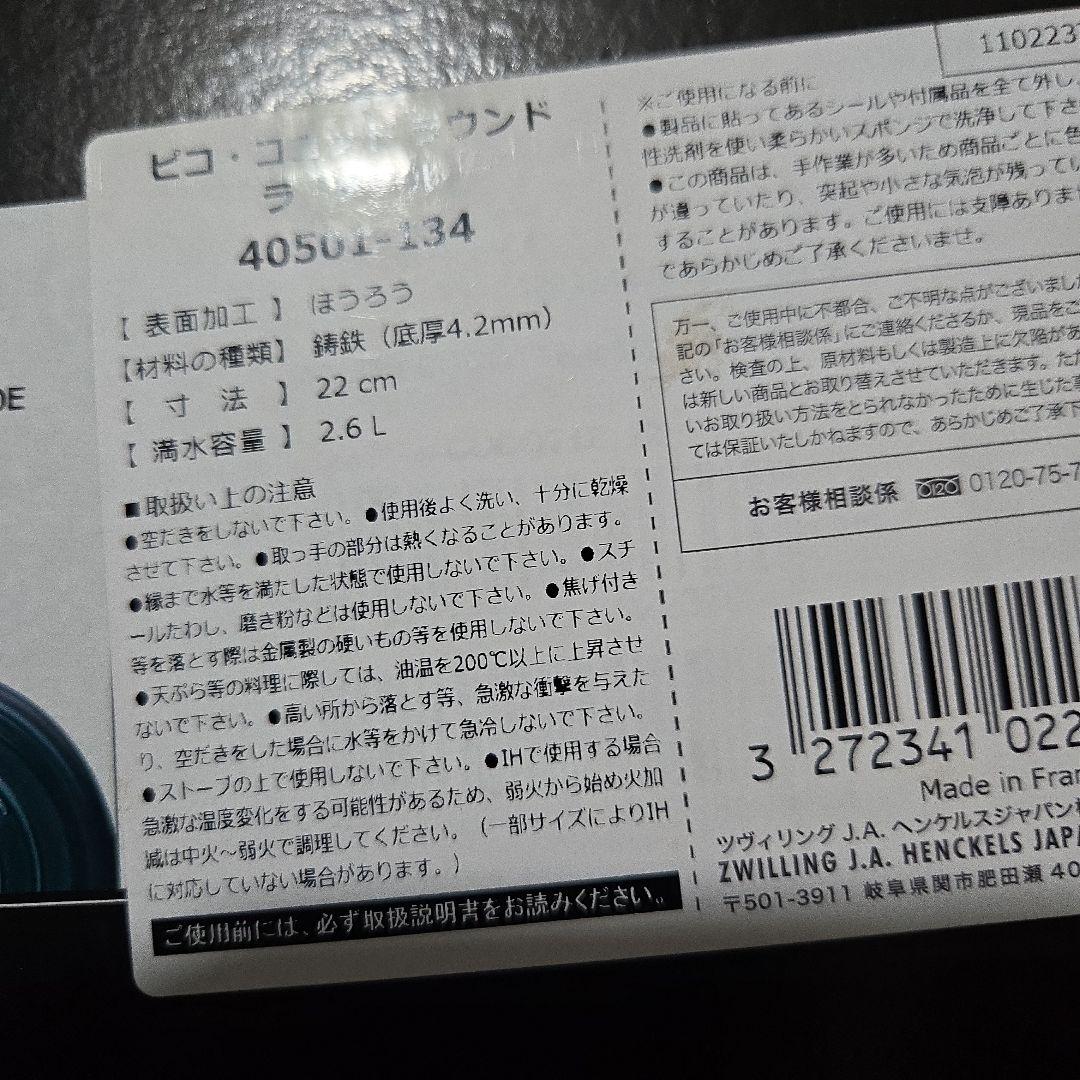 DE
ピコ・コ ウンド
ラ
40501-134
【 表面加工 】 ほうろう
【材料の種類】 鋳鉄（底厚4.2mm）
【 寸 法 】 22 cm
【 満水容量 】 2.6 L
■取扱い上の注意
●空だきをしないで下さい。●使用後よく洗い、十分に乾燥
させて下さい。●取っ手の部分は熱くなることがあります。
●縁まで水等を満たした状態で使用しないで下さい。●スチ
ールたわし、磨き粉などは使用しないで下さい。●焦げ付き
等を落とす際は金属製の硬いもの等を使用しないで下さい。
●天ぷら等の料理に際しては、油温を200℃以上に上昇させ
ないで下さい。●高い所から落とす等、急激な衝撃を与えた
り、空だきをした場合に水等をかけて急冷しないで下さい。
●ストーブの上で使用しないで下さい。●IHで使用する場合
急激な温度変化をする可能性があるため、弱火から始め火加
減は中火～弱火で調理してください。（一部サイズによりIH
に対応していない場合があります。）
ご使用前には、必ず取扱説明書をお読みください。
110223
※ご使用になる前に
●製品に貼ってあるシールや付属品を全て外し
性洗剤を使い柔らかいスポンジで洗浄して下さ
●この商品は、手作業が多いため商品ごとに色
が違っていたり、突起や小さな気泡が残ってい
することがあります。ご使用には支障ありま
であらかじめご了承くださいませ。
万一、ご使用中に不都合、ご不明な点がございまし
記の「お客様相談係」にご連絡くださるか、現品をご
さい。検査の上、原材料もしくは製造上に欠陥があ
は新しい商品とお取り替えさせていただきます。ただ
いお取り扱い方法をとられなかったために生じた事
ては保証いたしかねますので、あらかじめご了承下
お客様相談係 0120-75-7
3 272341 022
Made in Fran
ツヴィリング J.A. ヘンケルスジャパン
ZWILLING J.A. HENCKELS JAPA
〒501-3911 岐阜県関市肥田瀬 40